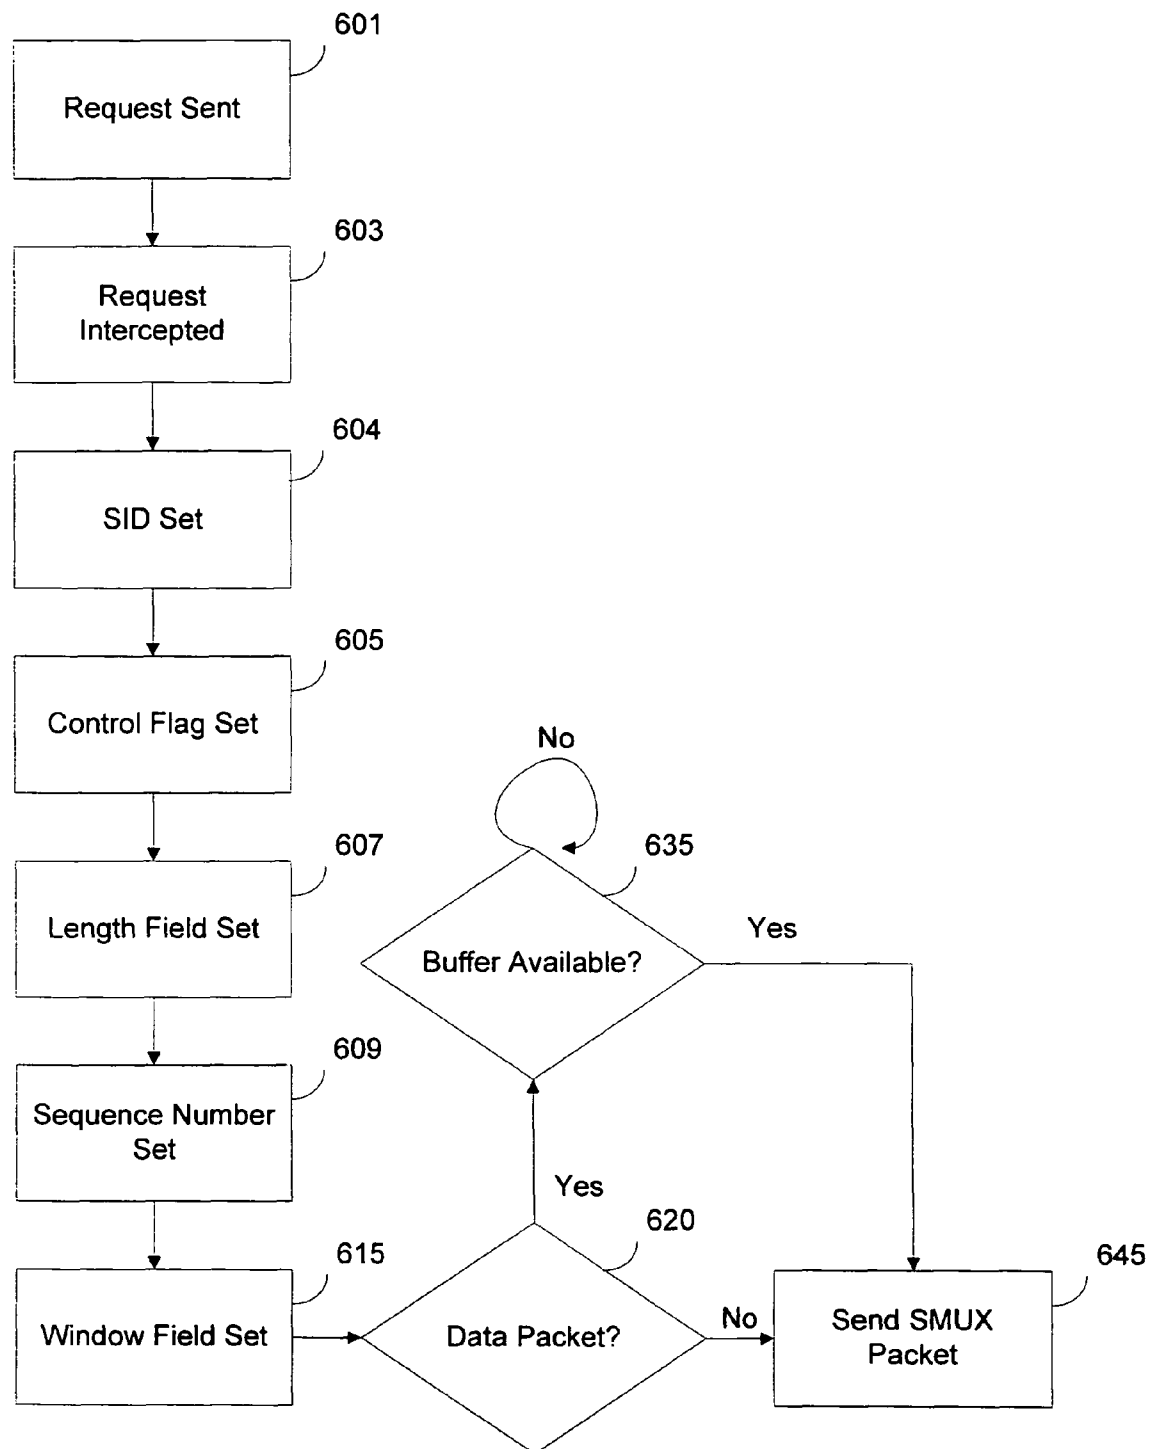 601
Request Sent
603
Request
Intercepted
604
SID Set
605
Control Flag Set
607
Length Field Set
609
Sequence Number
Set
615
Window Field Set
No
635
Buffer Available?
Yes
Yes
620
Data Packet?
No
645
Send SMUX
Packet